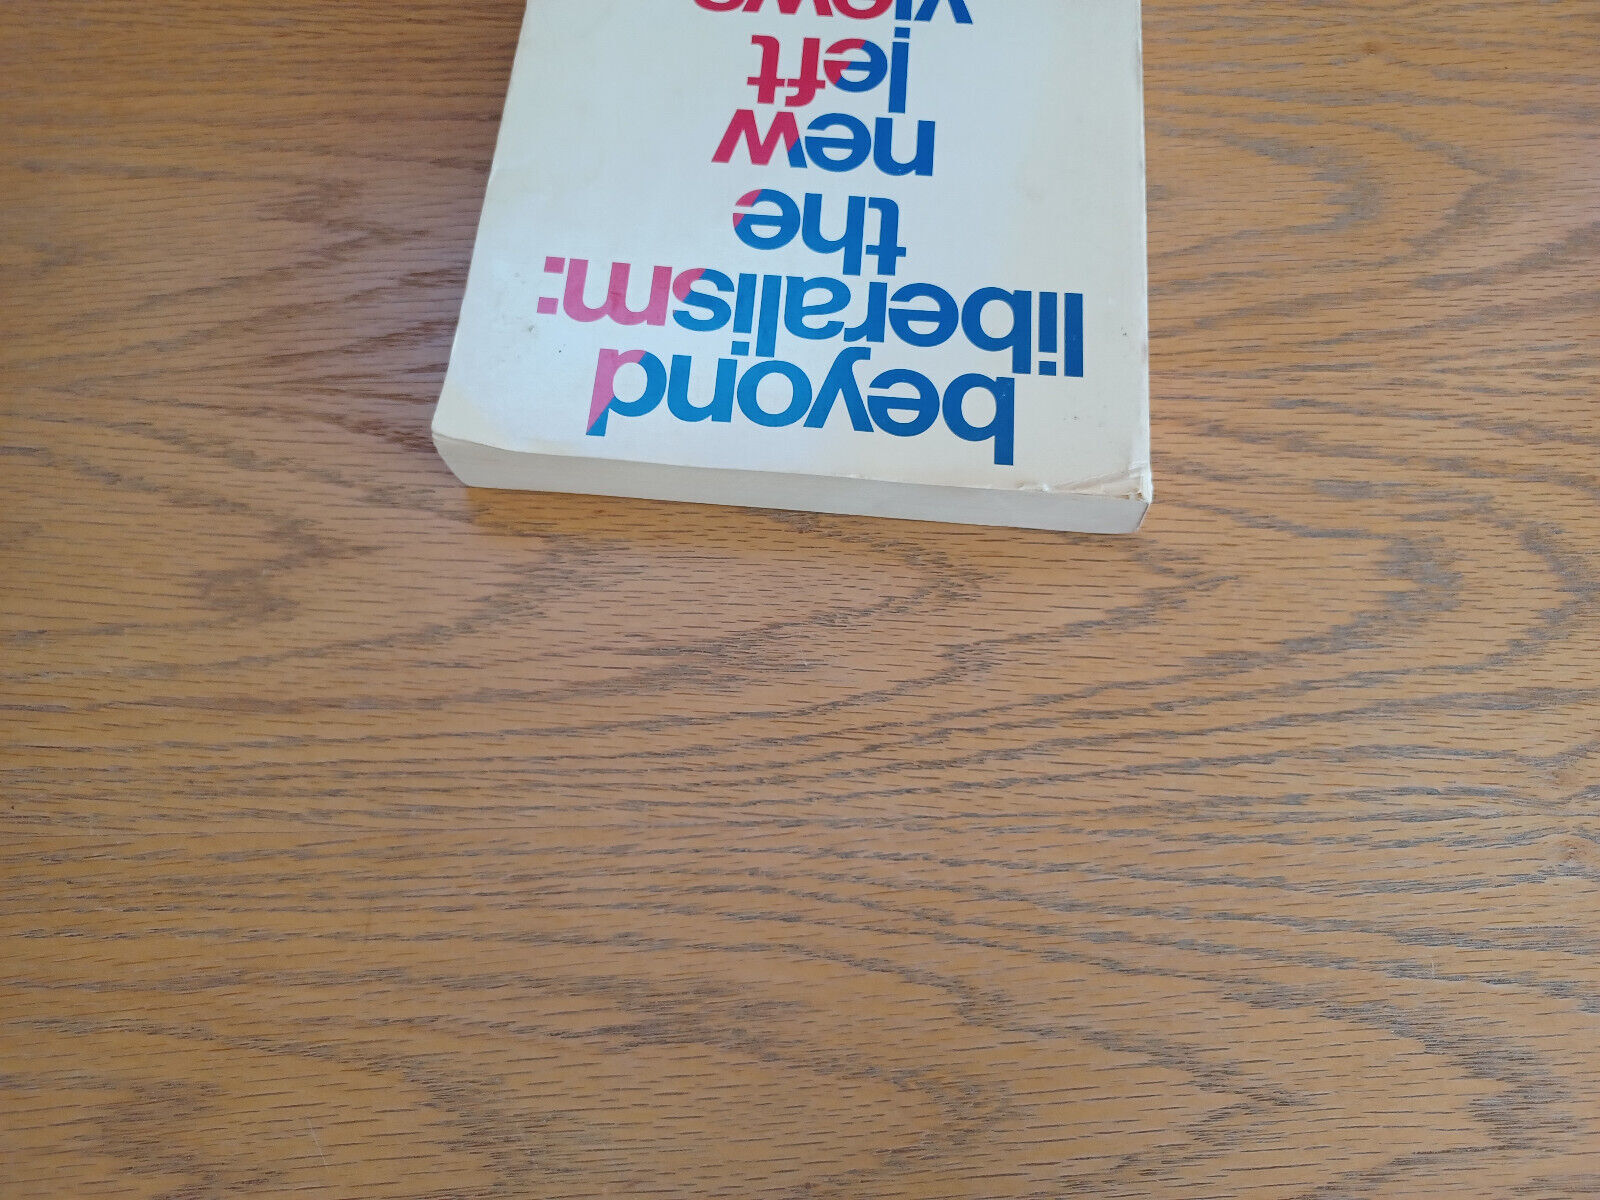 beyond
liberalism:
the
new
left
views